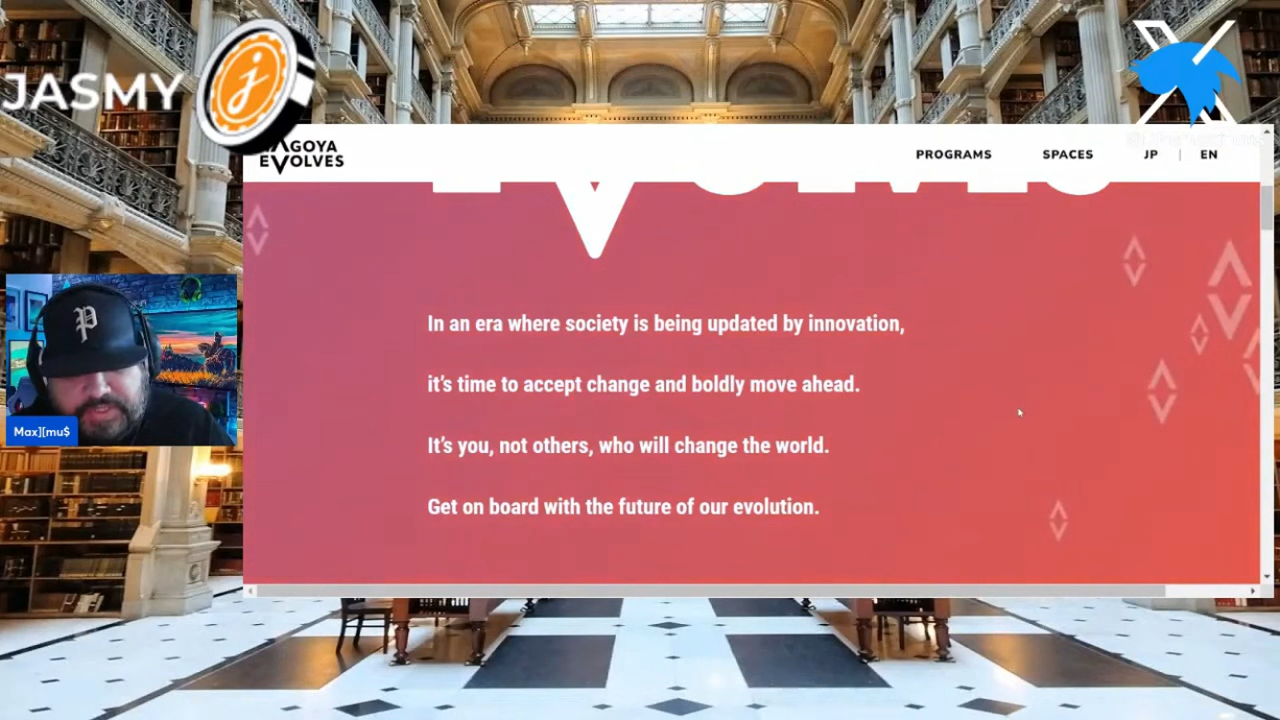 JASMY
NAGOYA
EVOLVES
PROGRAMS
SPACES
JP
|
EN
In an era where society is being updated by innovation,
it's time to accept change and boldly move ahead.
It's you, not others, who will change the world.
Get on board with the future of our evolution.
P
Max][mu$